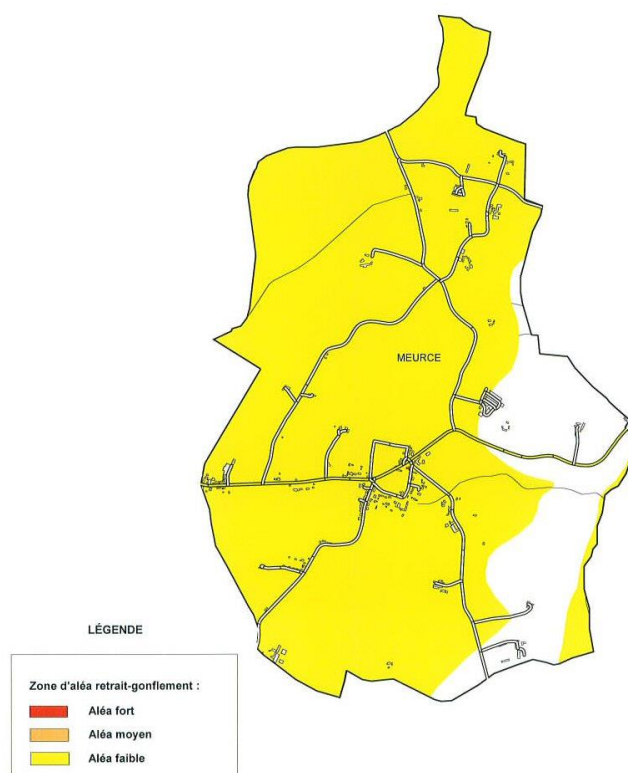 MEURCE
LÉGENDE
Zone d'aléa retrait-gonflement :
Aléa fort
Aléa moyen
Aléa faible